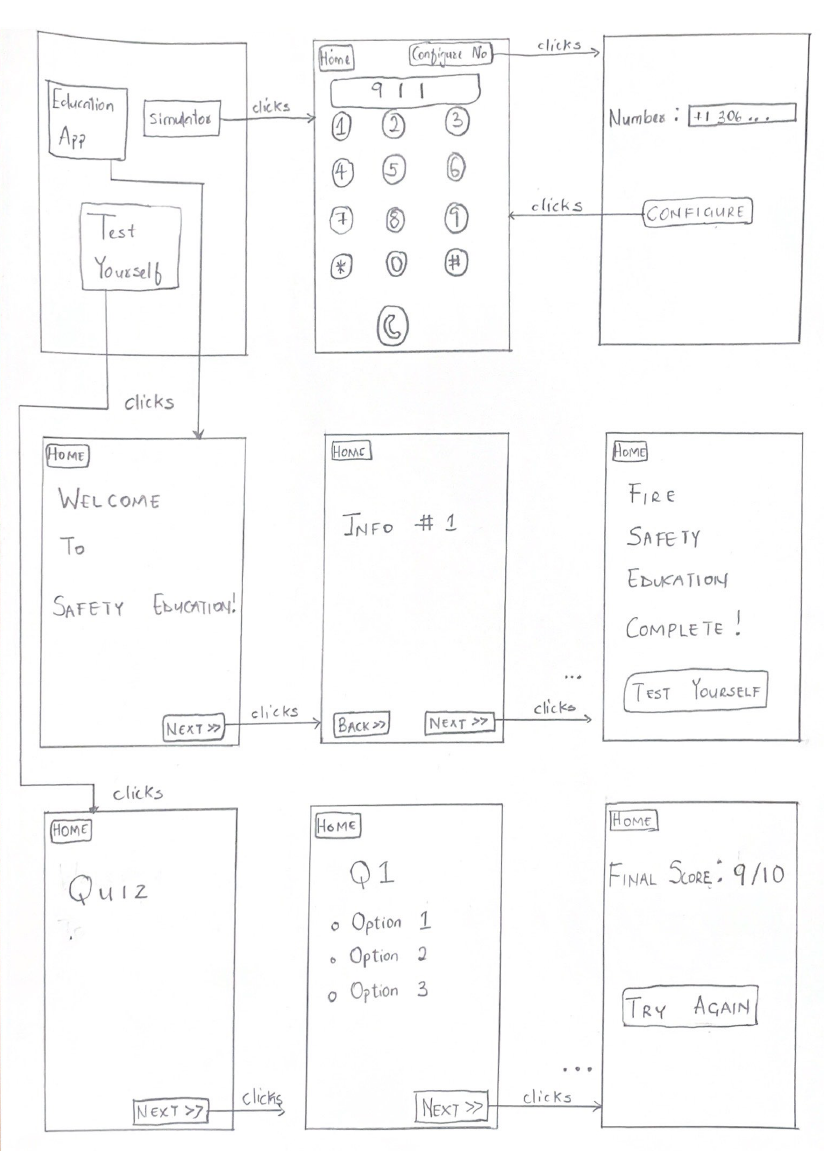 Education
App
Simulator
clicks
Test
Yourself
clicks
Home
Configure No
clicks
9 1 1
1 2 3
4 5 6
7 8 9
* 0 #
Number: +1 306 ...
clicks
CONFIGURE
HOME
WELCOME
TO
SAFETY EDUCATION!
NEXT >>
clicks
HOME
INFO # 1
BACK >>
NEXT >>
...
clicks
HOME
FIRE
SAFETY
EDUCATION
COMPLETE!
TEST YOURSELF
clicks
HOME
QUIZ
NEXT >>
clicks
HOME
Q1
Option 1
Option 2
Option 3
NEXT >>
...
clicks
HOME
FINAL SCORE: 9/10
TRY AGAIN